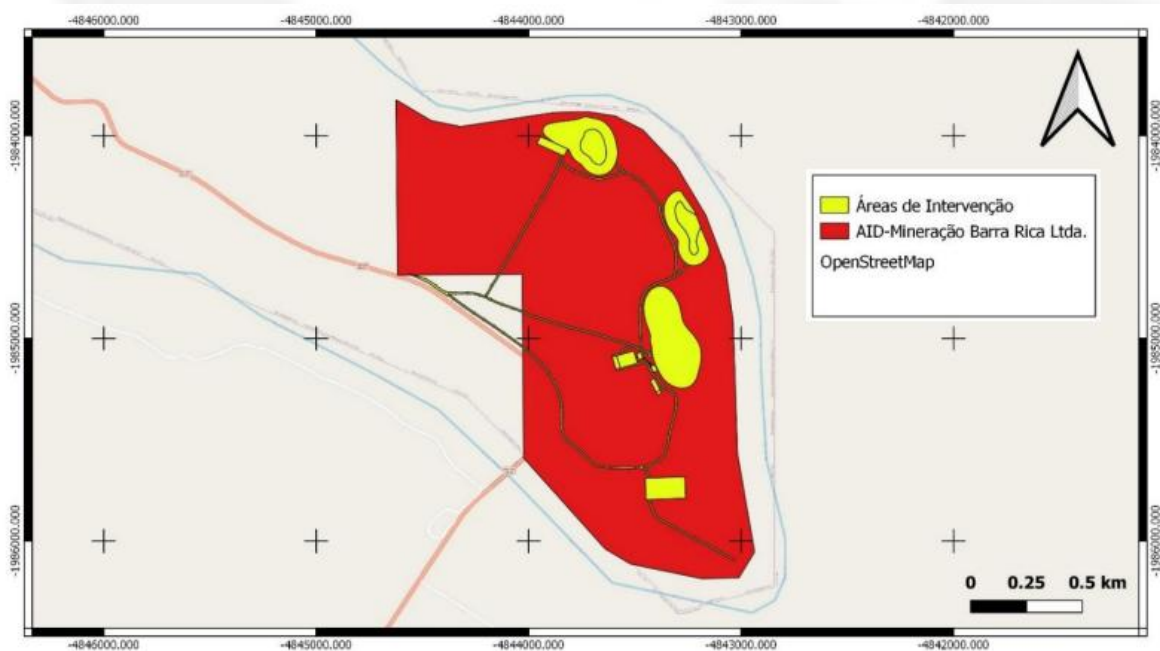 -4846000.000 -4845000.000 -4844000.000 -4843000.000 -4842000.000
-1984000.000 -1984000.000
Áreas de Intervenção
AID-Mineração Barra Rica Ltda.
OpenStreetMap
-1985000.000 -1985000.000
-1986000.000 -1986000.000
0 0.25 0.5 km
-4846000.000 -4845000.000 -4844000.000 -4843000.000 -4842000.000